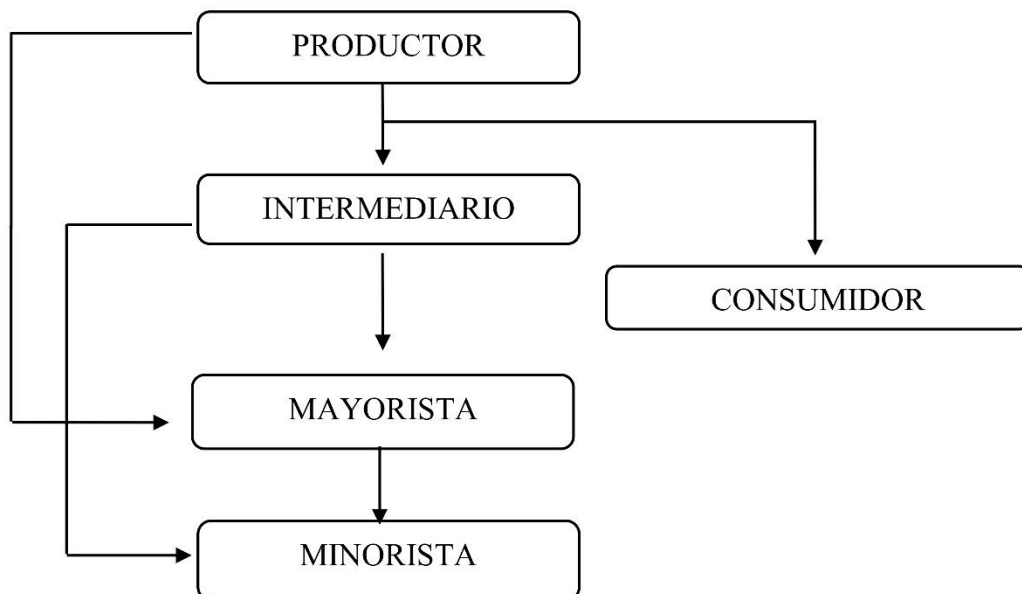 PRODUCTOR
INTERMEDIARIO
CONSUMIDOR
MAYORISTA
MINORISTA